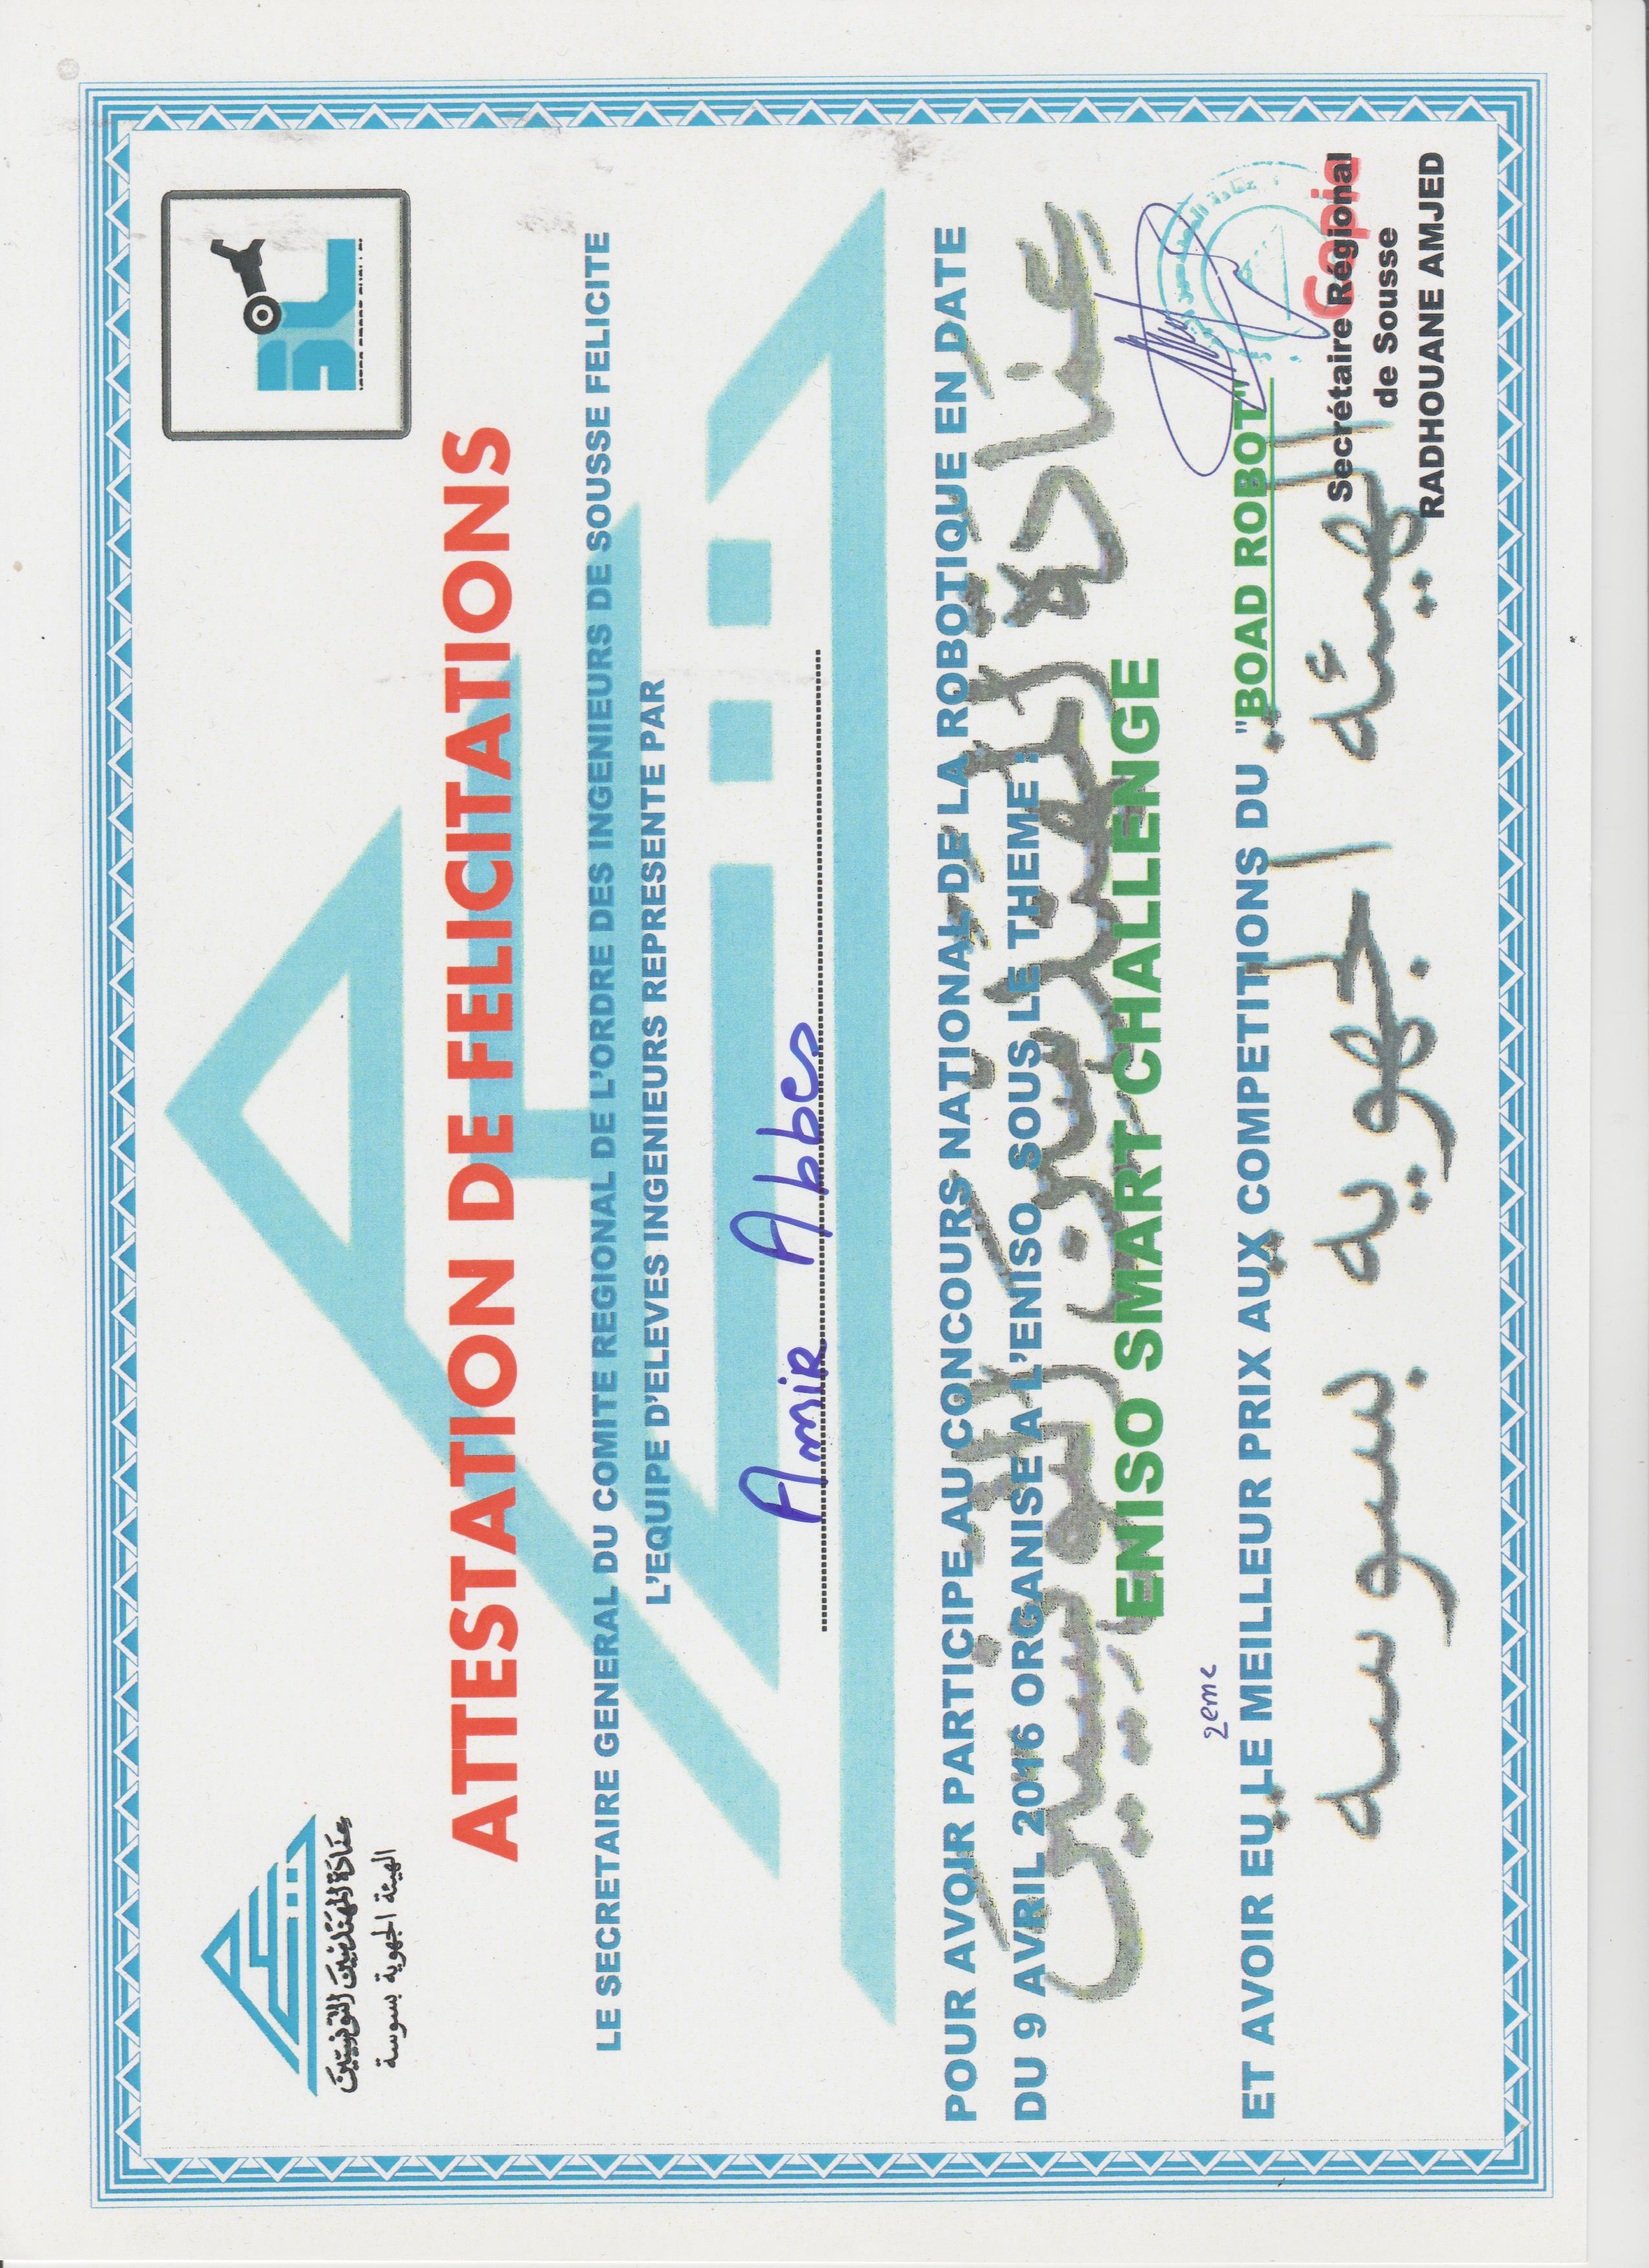 عمادة المهندسين التونسيين
الهيئة الجهوية بسوسة
ATTESTATION DE FELICITATIONS
LE SECRETAIRE GENERAL DU COMITE REGIONAL DE L'ORDRE DES INGENIEURS DE SOUSSE FELICITE
L'EQUIPE D'ELEVES INGENIEURS REPRESENTE PAR
Amir Abbes
POUR AVOIR PARTICIPE AU CONCOURS NATIONAL DE LA ROBOTIQUE EN DATE
DU 9 AVRIL 2016 ORGANISE A L'ENISO SOUS LE THEME :
عمادة المهندسين التونسيين
ENISO SMART CHALLENGE
2eme
ET AVOIR EU LE MEILLEUR PRIX AUX COMPETITIONS DU "BOAD ROBOT"
الهيئة الجهوية بسوسة
Copie
Secrétaire Régional
de Sousse
RADHOUANE AMJED